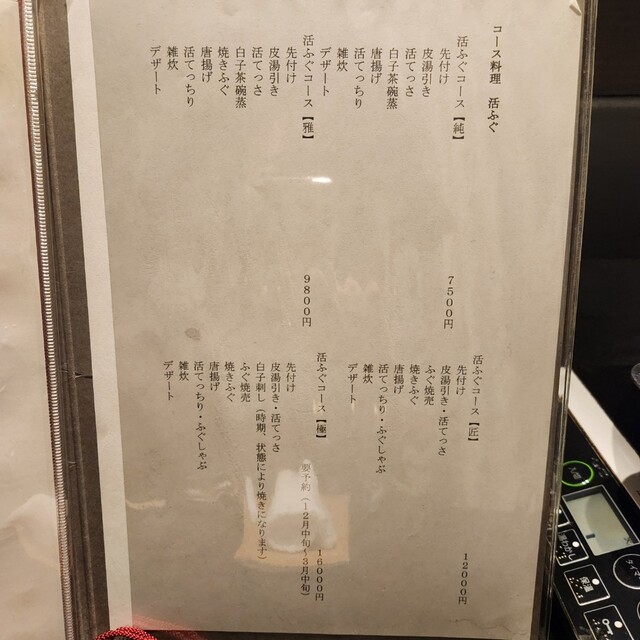 コース料理　活ふぐ
活ふぐコース【純】　7500円
先付け
皮湯引き
活てっさ
白子茶碗蒸
唐揚げ
活てっちり
雑炊
デザート
活ふぐコース【雅】　9800円
先付け
皮湯引き
活てっさ
白子茶碗蒸
焼きふぐ
唐揚げ
活てっちり
雑炊
デザート
活ふぐコース【匠】　12000円
先付け
皮湯引き・活てっさ
ふぐ焼売
焼きふぐ
唐揚げ
活てっちり・ふぐしゃぶ
雑炊
デザート
活ふぐコース【極】　16000円
要予約（12月中旬~3月中旬）
先付け
皮湯引き・活てっさ
白子刺し（時期、状態により焼きになります）
ふぐ焼売
焼きふぐ
唐揚げ
活てっちり・ふぐしゃぶ
雑炊
デザート
保温